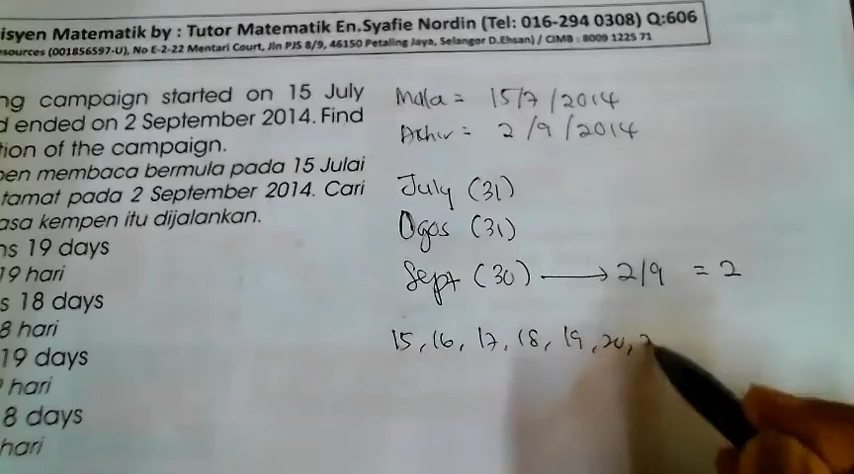 isyen Matematik by : Tutor Matematik En.Syafie Nordin (Tel: 016-294 0308) Q:606
esources (001856597-U), No E-2-22 Mentari Court, Jln PJS 8/9, 46150 Petaling Jaya, Selangor D.Ehsan) / CIMB : 8009 1225 71
ng campaign started on 15 July
d ended on 2 September 2014. Find
tion of the campaign.
pen membaca bermula pada 15 Julai
tamat pada 2 September 2014. Cari
asa kempen itu dijalankan.
hs 19 days
19 hari
s 18 days
8 hari
19 days
hari
8 days
hari
Mula = 15/7/2014
Akhir = 2/9/2014
July (31)
Ogos (31)
Sept (30) → 2/9 = 2
15, 16, 17, 18, 19, 20,